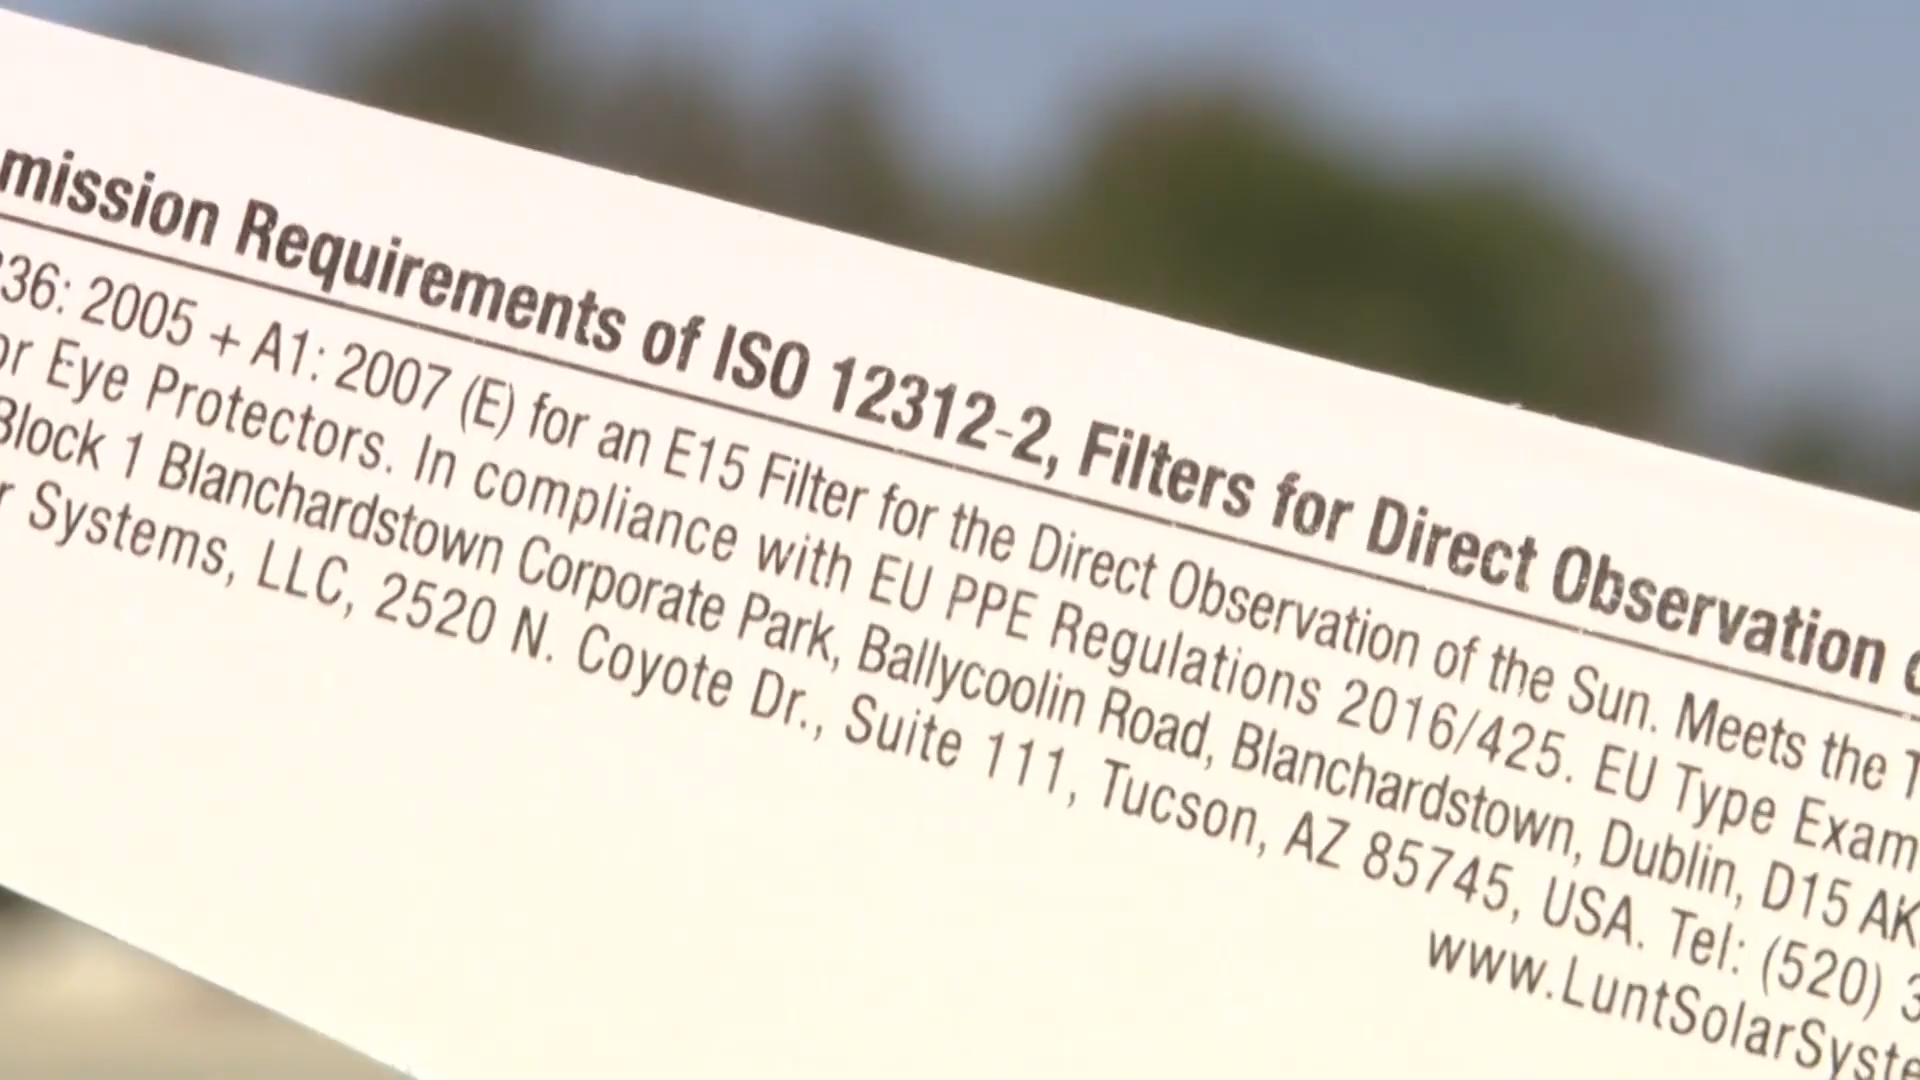 mission Requirements of ISO 12312-2, Filters for Direct Observation
36: 2005 + A1: 2007 (E) for an E15 Filter for the Direct Observation of the Sun. Meets the T
or Eye Protectors. In compliance with EU PPE Regulations 2016/425. EU Type Exam
Block 1 Blanchardstown Corporate Park, Ballycoolin Road, Blanchardstown, Dublin, D15 AK
r Systems, LLC, 2520 N. Coyote Dr., Suite 111, Tucson, AZ 85745, USA. Tel: (520) 3
www.LuntSolarSyste